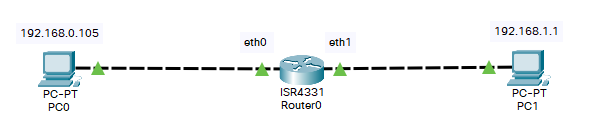 192.168.0.105
192.168.1.1
eth0
eth1
PC-PT
PC0
ISR4331
Router0
PC-PT
PC1